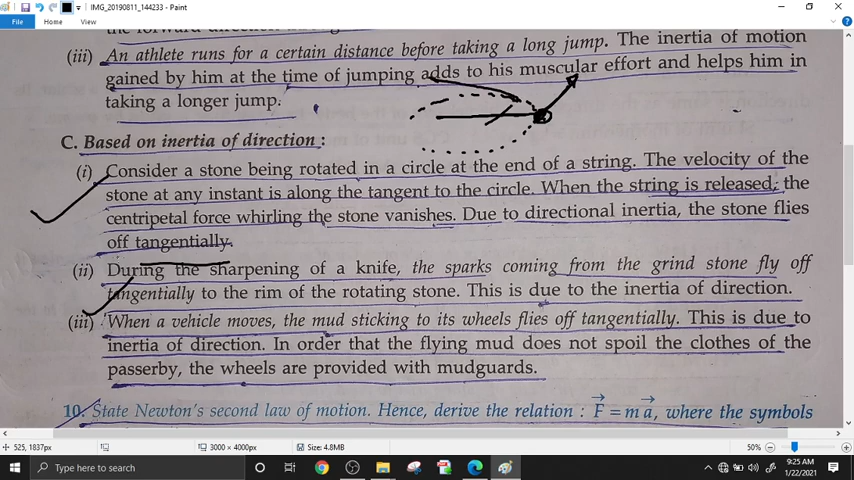 IMG_20190811_144233 - Paint
File Home View
(iii) An athlete runs for a certain distance before taking a long jump. The inertia of motion
gained by him at the time of jumping adds to his muscular effort and helps him in
taking a longer jump.
C. Based on inertia of direction :
(i) Consider a stone being rotated in a circle at the end of a string. The velocity of the
stone at any instant is along the tangent to the circle. When the string is released, the
centripetal force whirling the stone vanishes. Due to directional inertia, the stone flies
off tangentially.
(ii) During the sharpening of a knife, the sparks coming from the grind stone fly off
tangentially to the rim of the rotating stone. This is due to the inertia of direction.
(iii) When a vehicle moves, the mud sticking to its wheels flies off tangentially. This is due to
inertia of direction. In order that the flying mud does not spoil the clothes of the
passerby, the wheels are provided with mudguards.
10. State Newton's second law of motion. Hence, derive the relation : F = m a, where the symbols
525, 1837px 3000 × 4000px Size: 4.8MB 50%
Type here to search 9:25 AM
1/22/2021